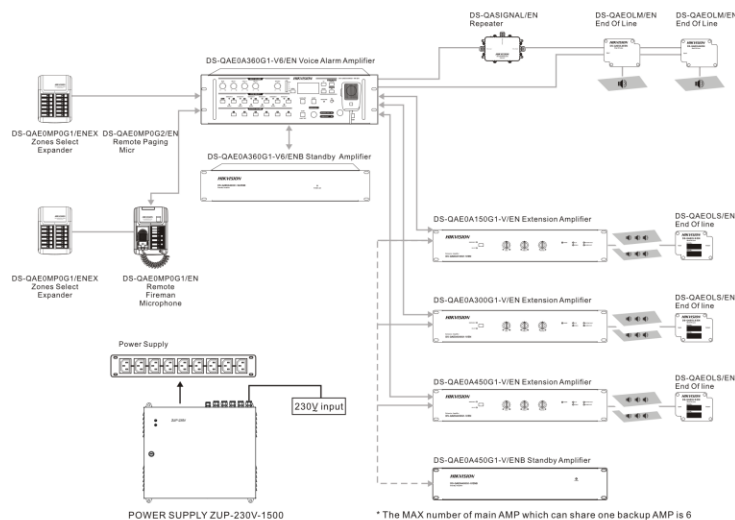 DS-QASIGNAL/EN
Repeater
DS-QAEOLM/EN
End Of Line
DS-QAEOLM/EN
End Of Line
DS-QAE0A360G1-V6/EN Voice Alarm Amplifier
HIKVISION
DS-QAE0MP0G1/ENEX
Zones Select
Expander
DS-QAE0MP0G2/EN
Remote Paging
Micr
DS-QAE0A360G1-V6/ENB Standby Amplifier
HIKVISION
DS-QAE0A150G1-V/EN Extension Amplifier
HIKVISION
DS-QAEOLS/EN
End Of line
DS-QAE0MP0G1/ENEX
Zones Select
Expander
DS-QAE0MP0G1/EN
Remote
Fireman
Microphone
DS-QAE0A300G1-V/EN Extension Amplifier
HIKVISION
DS-QAEOLS/EN
End Of Line
Power Supply
230V input
DS-QAE0A450G1-V/EN Extension Amplifier
HIKVISION
DS-QAEOLS/EN
End Of line
DS-QAE0A450G1-V/ENB Standby Amplifier
HIKVISION
POWER SUPPLY ZUP-230V-1500
* The MAX number of main AMP which can share one backup AMP is 6